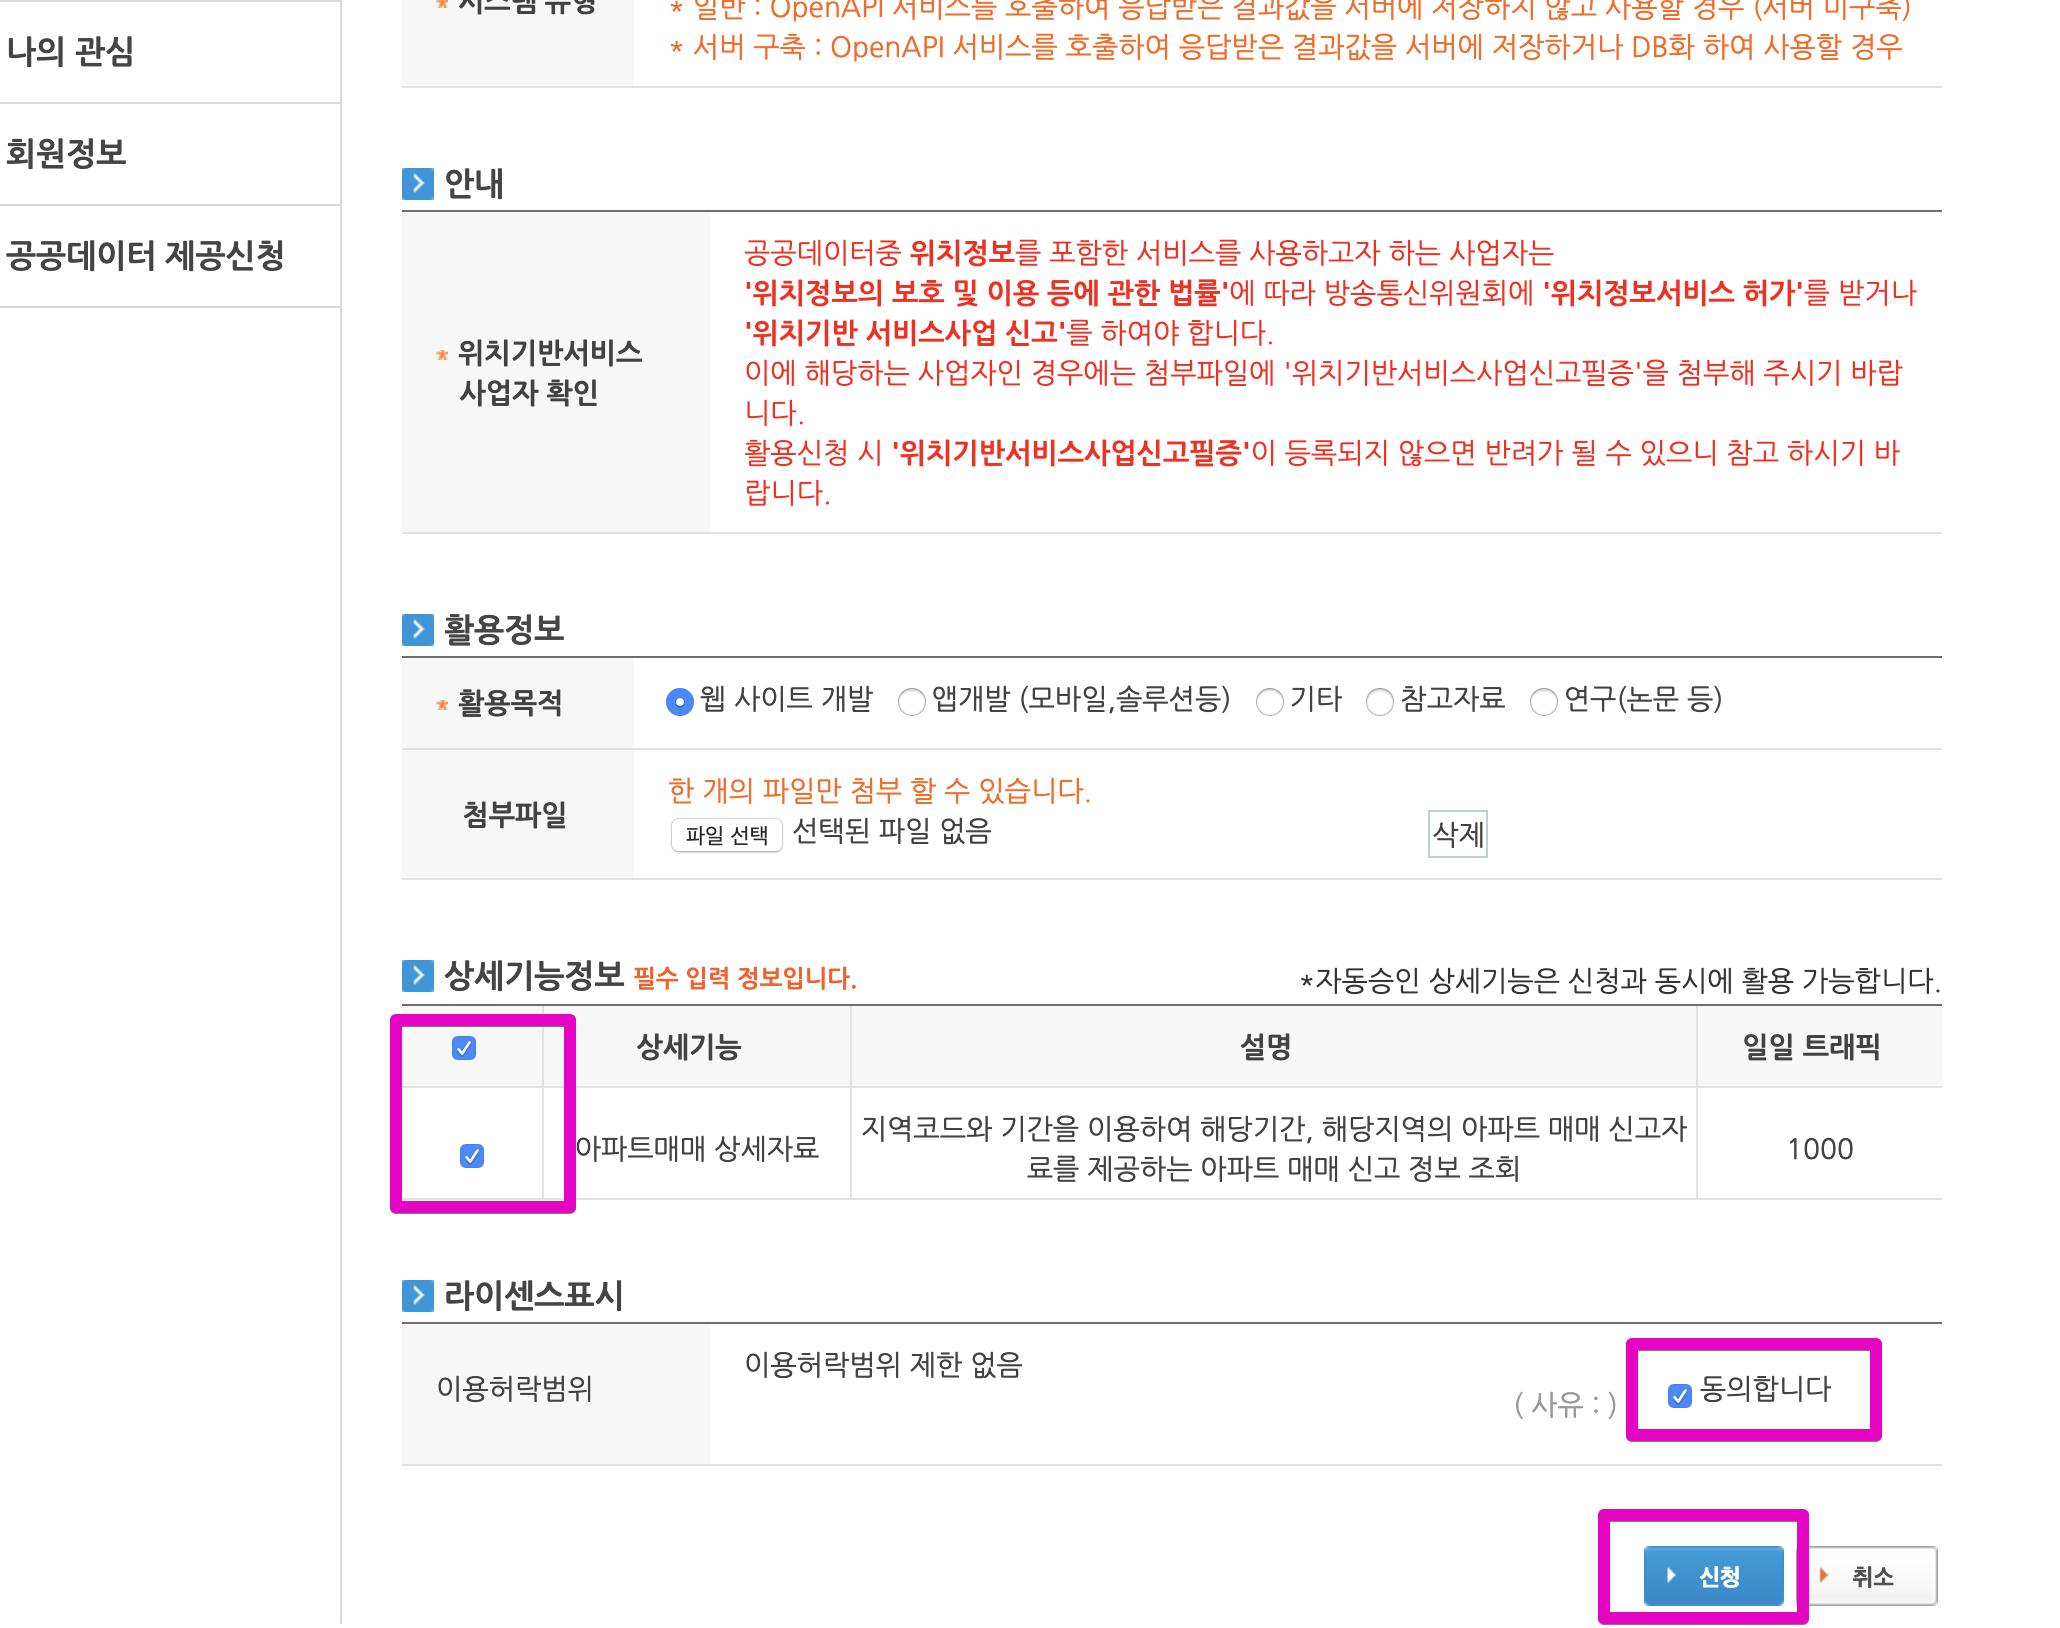 나의 관심
회원정보
공공데이터 제공신청
* 시스템 유형
* 일반 : OpenAPI 서비스를 호출하여 응답받은 결과값을 서버에 저장하지 않고 사용할 경우 (서버 미구축)
* 서버 구축 : OpenAPI 서비스를 호출하여 응답받은 결과값을 서버에 저장하거나 DB화 하여 사용할 경우
안내
* 위치기반서비스
사업자 확인
공공데이터중 위치정보를 포함한 서비스를 사용하고자 하는 사업자는
'위치정보의 보호 및 이용 등에 관한 법률'에 따라 방송통신위원회에 '위치정보서비스 허가'를 받거나
'위치기반 서비스사업 신고'를 하여야 합니다.
이에 해당하는 사업자인 경우에는 첨부파일에 '위치기반서비스사업신고필증'을 첨부해 주시기 바랍
니다.
활용신청 시 '위치기반서비스사업신고필증'이 등록되지 않으면 반려가 될 수 있으니 참고 하시기 바
랍니다.
활용정보
* 활용목적
웹 사이트 개발 앱개발 (모바일,솔루션등) 기타 참고자료 연구(논문 등)
첨부파일
한 개의 파일만 첨부 할 수 있습니다.
파일 선택 선택된 파일 없음 삭제
상세기능정보 필수 입력 정보입니다. *자동승인 상세기능은 신청과 동시에 활용 가능합니다.
상세기능 설명 일일 트래픽
아파트매매 상세자료
지역코드와 기간을 이용하여 해당기간, 해당지역의 아파트 매매 신고자
료를 제공하는 아파트 매매 신고 정보 조회
1000
라이센스표시
이용허락범위
이용허락범위 제한 없음
( 사유 : ) 동의합니다
신청 취소